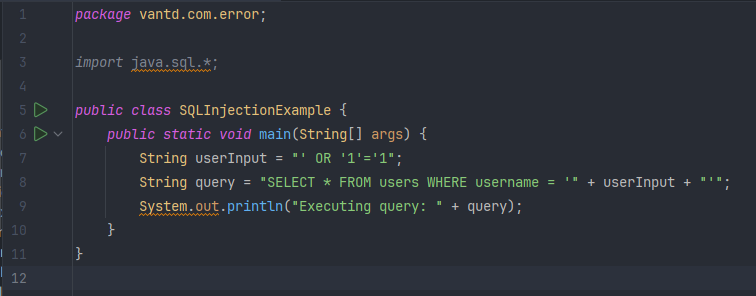 1 package vantd.com.error;
2
3 import java.sql.*;
4
5 public class SQLInjectionExample {
6 public static void main(String[] args) {
7 String userInput = "' OR '1'='1";
8 String query = "SELECT * FROM users WHERE username = '" + userInput + "'";
9 System.out.println("Executing query: " + query);
10 }
11 }
12